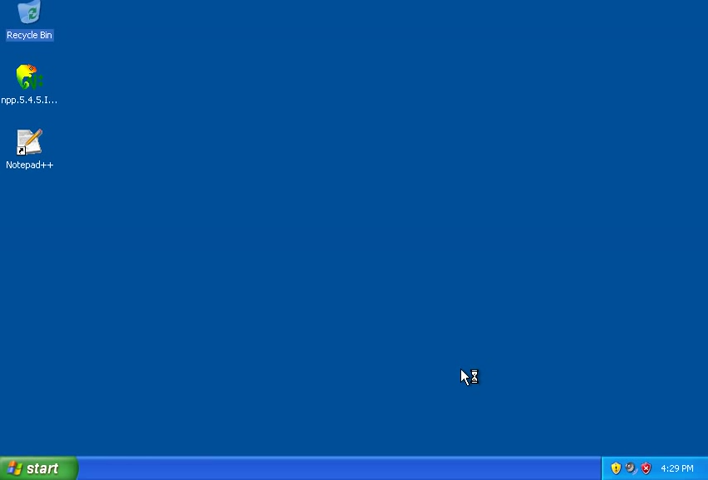 Recycle Bin
npp.5.4.5.I...
Notepad++
start
4:29 PM